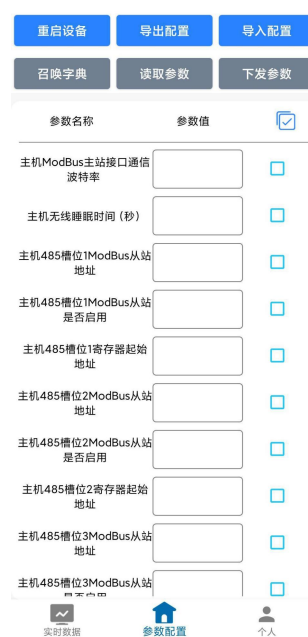 重启设备 导出配置 导入配置
召唤字典 读取参数 下发参数
参数名称 参数值
主机ModBus主站接口通信
波特率
主机无线睡眠时间 (秒)
主机485槽位1ModBus从站
地址
主机485槽位1ModBus从站
是否启用
主机485槽位1寄存器起始
地址
主机485槽位2ModBus从站
地址
主机485槽位2ModBus从站
是否启用
主机485槽位2寄存器起始
地址
主机485槽位3ModBus从站
地址
主机485槽位3ModBus从站
是否启用
实时数据 参数配置 个人